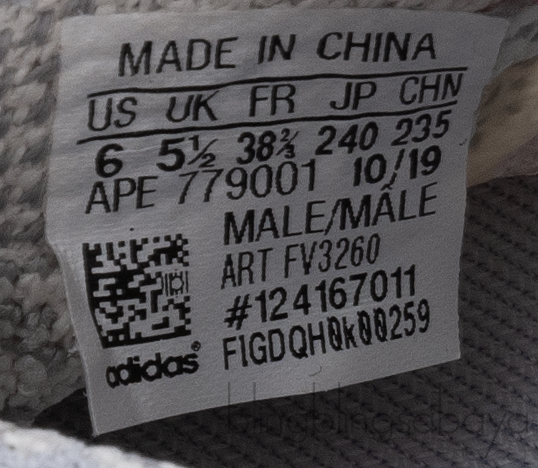 MADE IN CHINA
US UK FR JP CHN
6 5½ 38⅔ 240 235
APE 779001 10/19
MALE/MÂLE
ART FV3260
#124167011
FIGDQH0k00259
adidas®